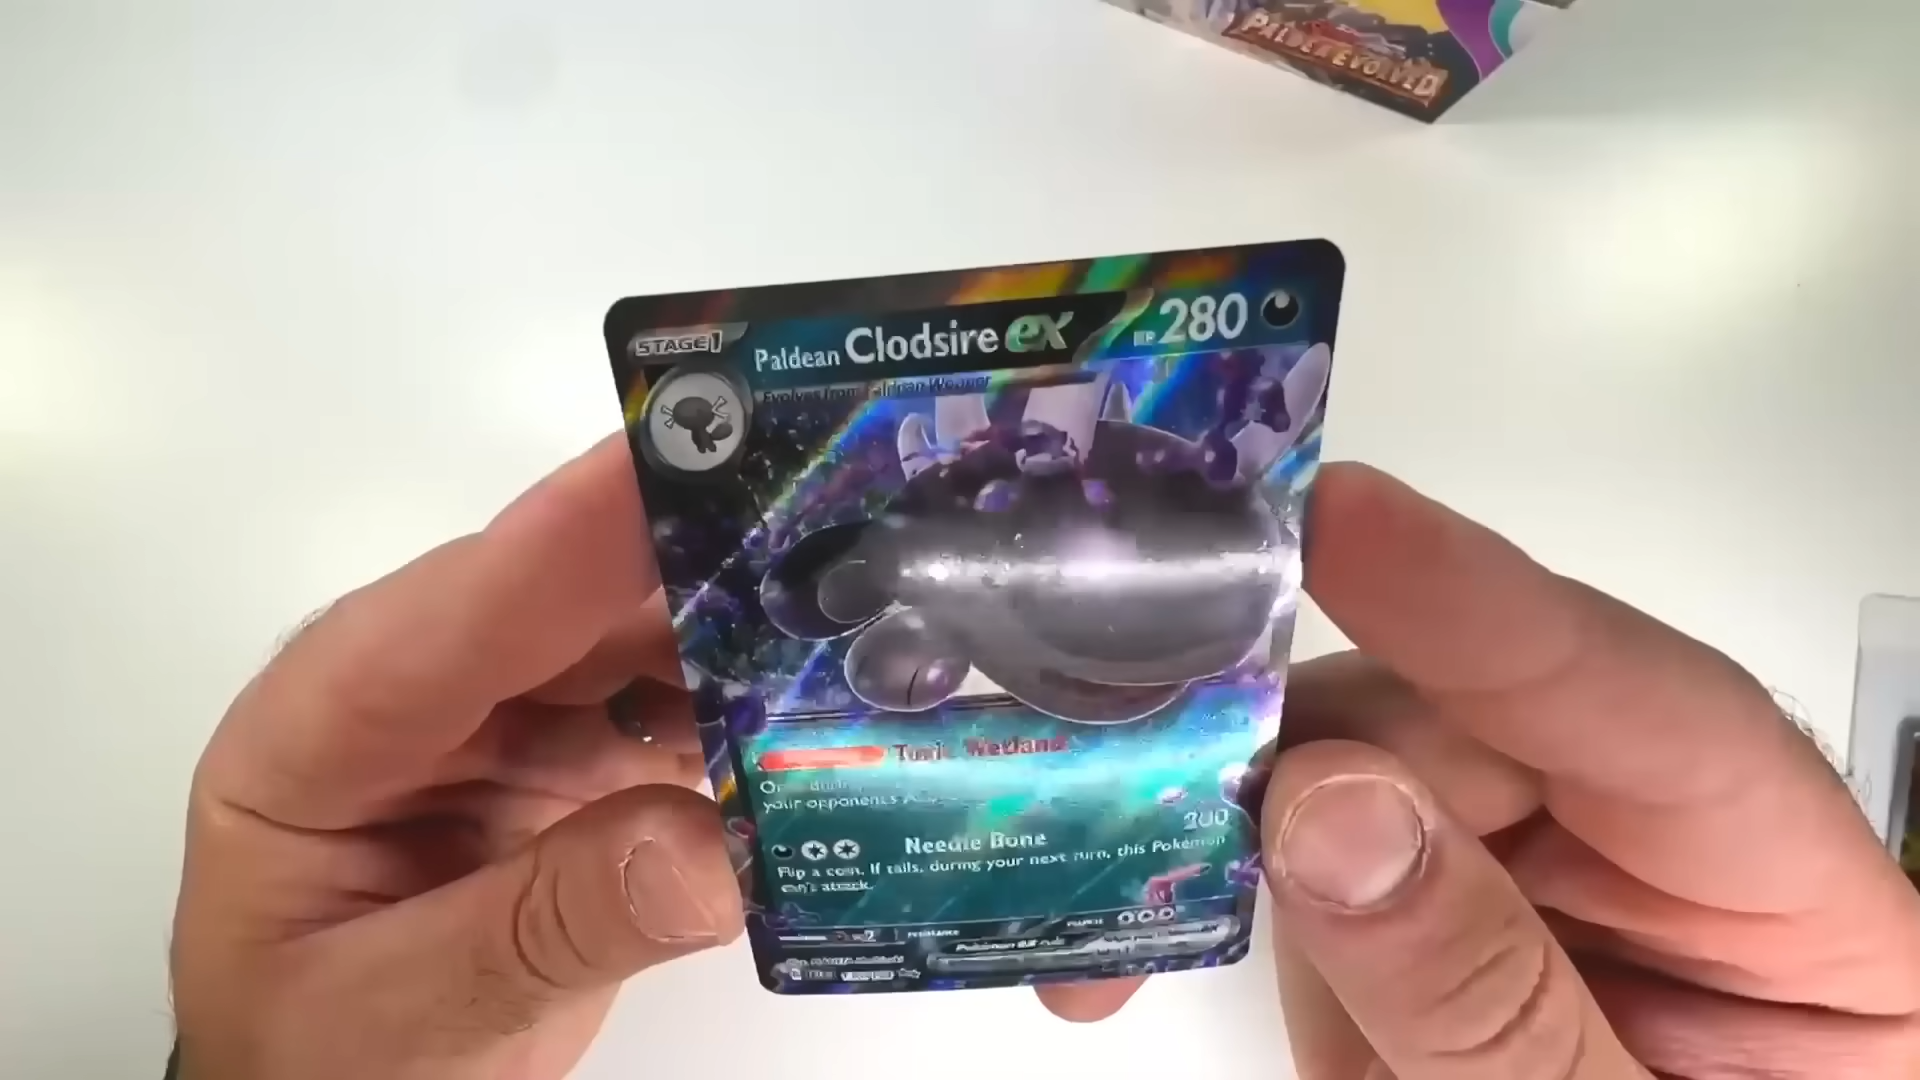 PALDEA EVOLVED
STAGE 1
Paldean Clodsire ex
HP 280
Evolves from Paldean Wooper
Toxic Wetland
your opponent's
Needle Bone
200
Flip a coin. If tails, during your next turn, this Pokémon
can't attack.
×2
Pokémon ex rule